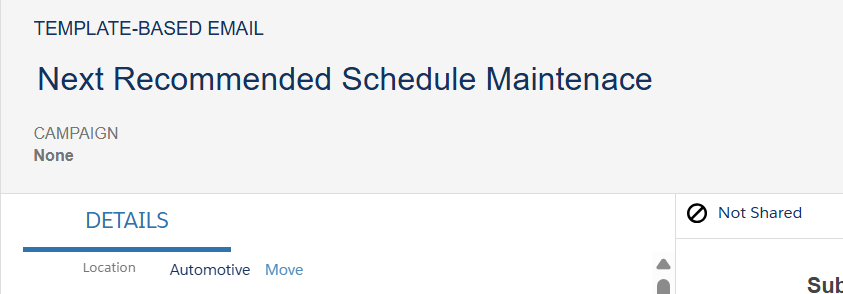 TEMPLATE-BASED EMAIL
Next Recommended Schedule Maintenace
CAMPAIGN
None
DETAILS
Not Shared
Location Automotive Move
Sub